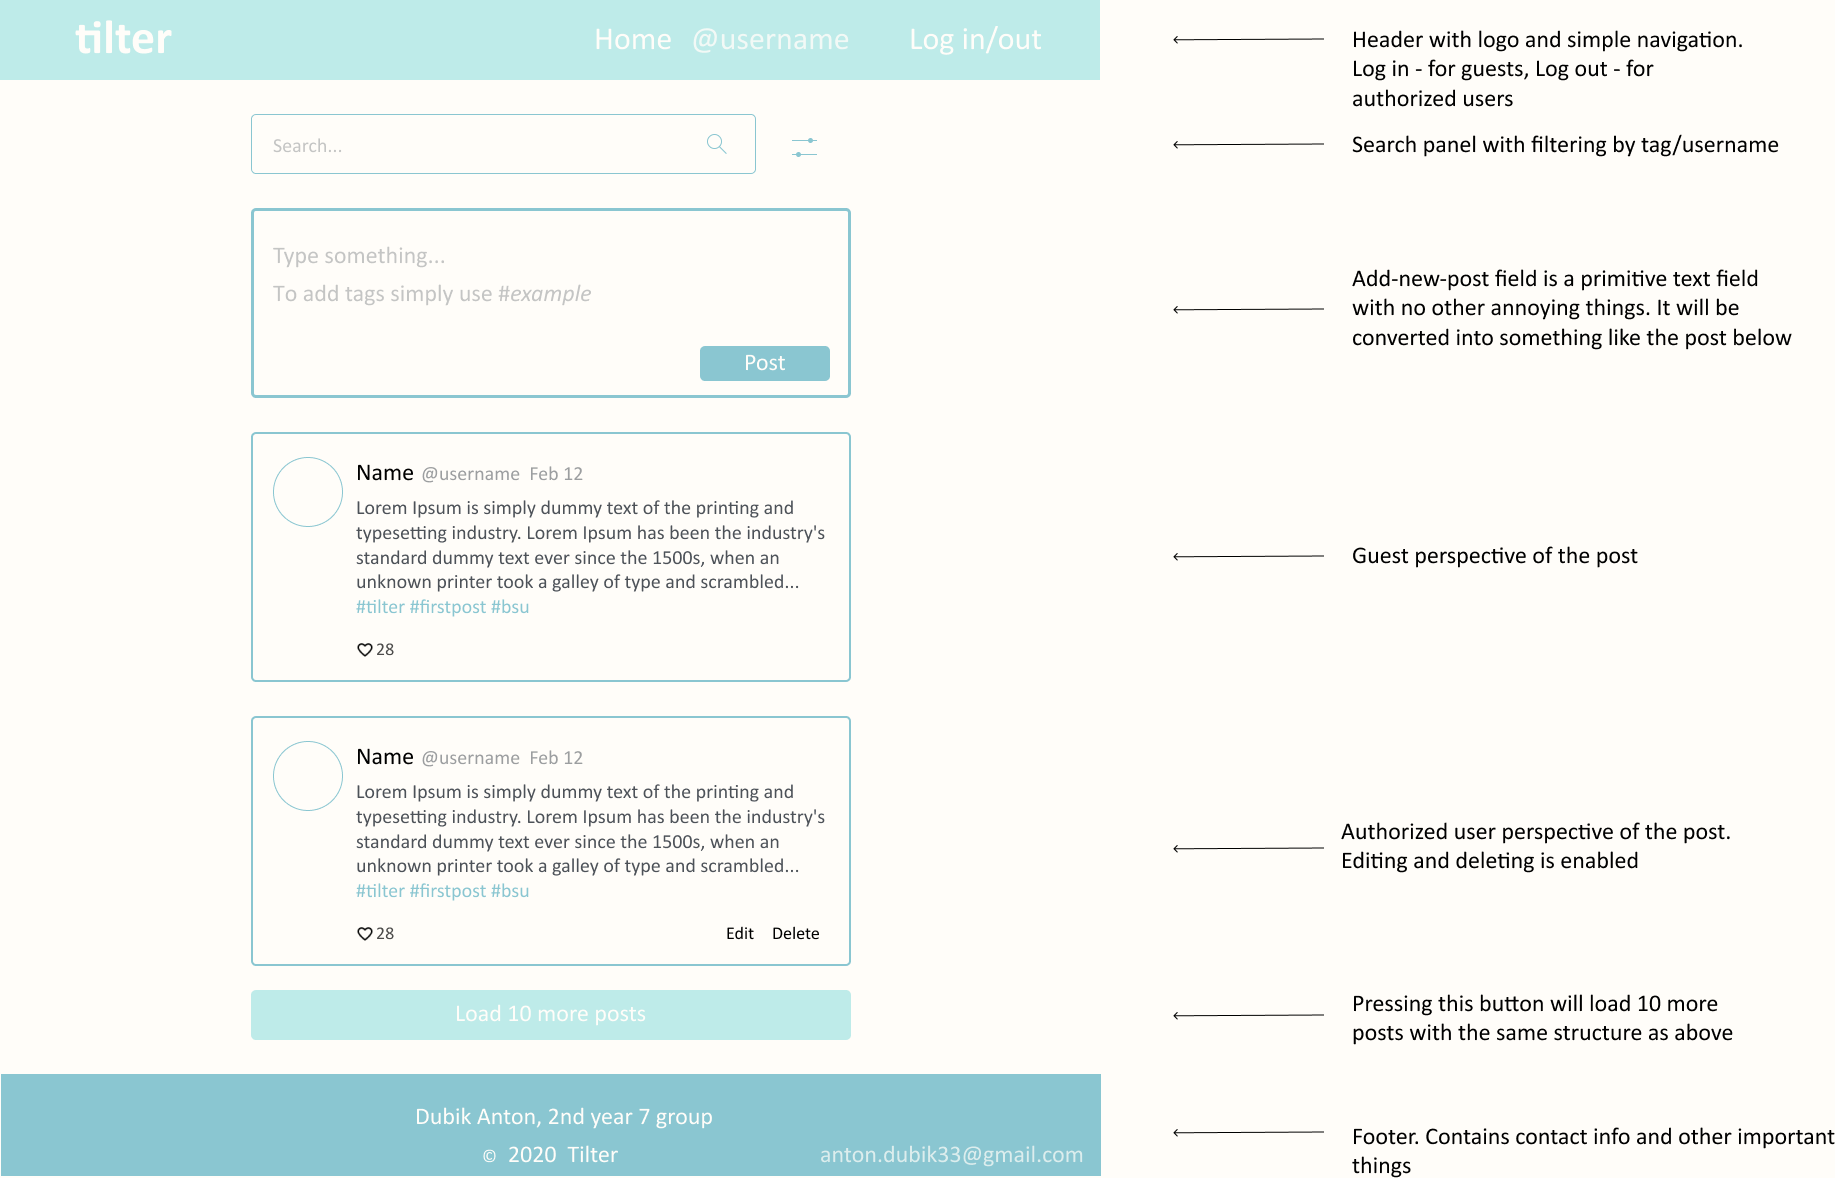 tilter
Home @username Log in/out
Header with logo and simple navigation.
Log in - for guests, Log out - for
authorized users
Search...
Search panel with filtering by tag/username
Type something...
To add tags simply use #example
Post
Add-new-post field is a primitive text field
with no other annoying things. It will be
converted into something like the post below
Name @username Feb 12
Lorem Ipsum is simply dummy text of the printing and
typesetting industry. Lorem Ipsum has been the industry's
standard dummy text ever since the 1500s, when an
unknown printer took a galley of type and scrambled...
#tilter #firstpost #bsu
28
Guest perspective of the post
Name @username Feb 12
Lorem Ipsum is simply dummy text of the printing and
typesetting industry. Lorem Ipsum has been the industry's
standard dummy text ever since the 1500s, when an
unknown printer took a galley of type and scrambled...
#tilter #firstpost #bsu
28 Edit Delete
Authorized user perspective of the post.
Editing and deleting is enabled
Load 10 more posts
Pressing this button will load 10 more
posts with the same structure as above
Dubik Anton, 2nd year 7 group
© 2020 Tilter
anton.dubik33@gmail.com
Footer. Contains contact info and other important
things